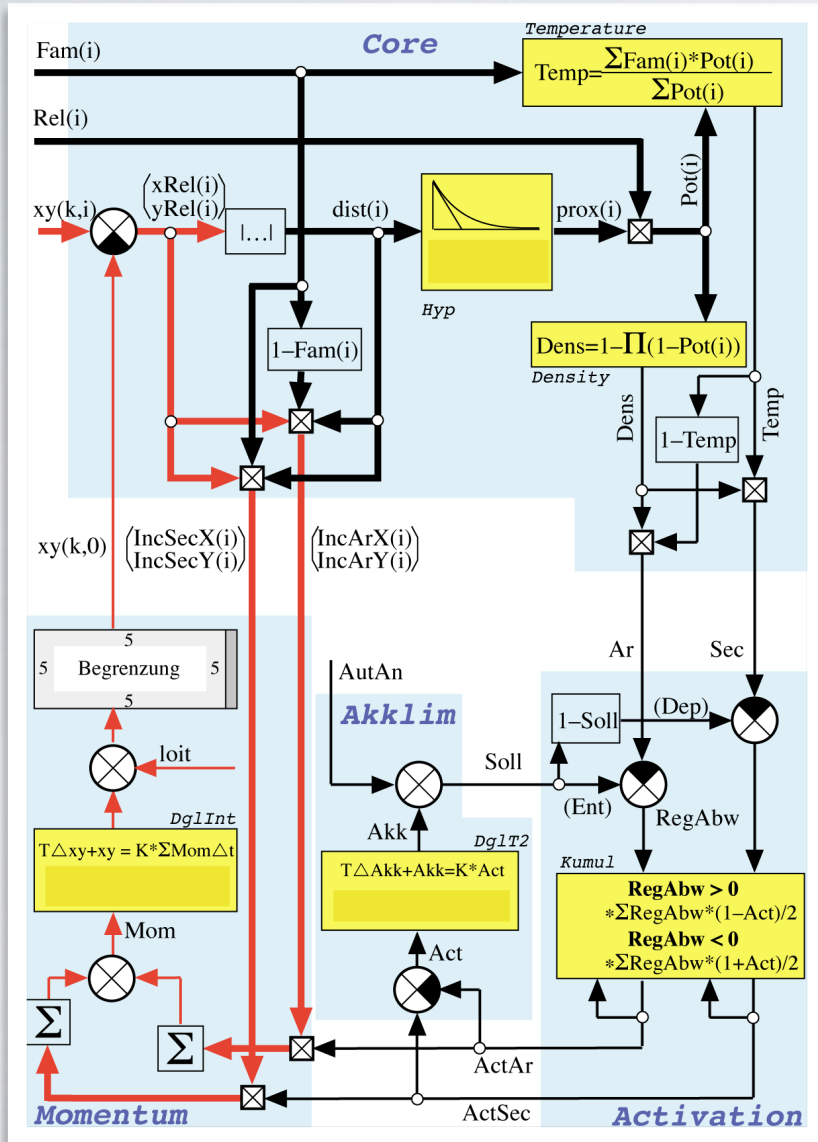 Temperature
Core
Fam(i)
Temp=ΣFam(i)*Pot(i)
ΣPot(i)
Rel(i)
Pot(i)
xRel(i)
yRel(i)
xy(k,i)
|...|
dist(i)
prox(i)
Hyp
1–Fam(i)
Dens=1–Π(1–Pot(i))
Density
Dens
1–Temp
Temp
xy(k,0)
IncSecX(i)
IncSecY(i)
IncArX(i)
IncArY(i)
Ar
Sec
5
5 Begrenzung 5
5
AutAn
Akklim
1–Soll
(Dep)
loit
Soll
(Ent)
RegAbw
Akk
DglInt
DglT2
Kumul
T△xy+xy = K*ΣMom△t
T△Akk+Akk=K*Act
RegAbw > 0
*ΣRegAbw*(1–Act)/2
RegAbw < 0
*ΣRegAbw*(1+Act)/2
Mom
Act
Σ
Σ
ActAr
ActSec
Momentum
Activation